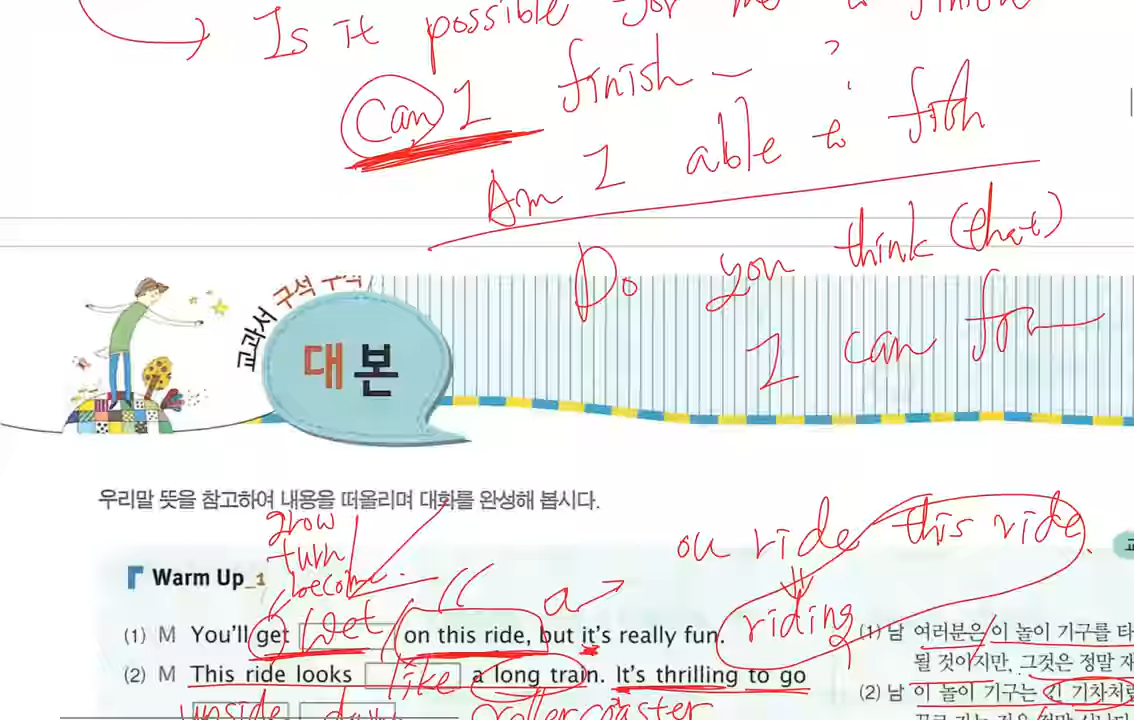 Is it possible for me to finish
Can I finish ~ ?
Am I able to
Do you think (that)
I can
교과서 구석구석
대본
우리말 뜻을 참고하여 내용을 떠올리며 대화를 완성해 봅시다.
grow
turn
become.
this ride.
ride
riding
Warm Up_1
(1) M You'll get wet on this ride, but it's really fun.
(1) 남 여러분은 이 놀이 기구를 타
될 것이지만, 그것은 정말 재
(2) M This ride looks like a long train. It's thrilling to go
(2) 남 이 놀이 기구는 긴 기차처럼
upside down
rollercoaster